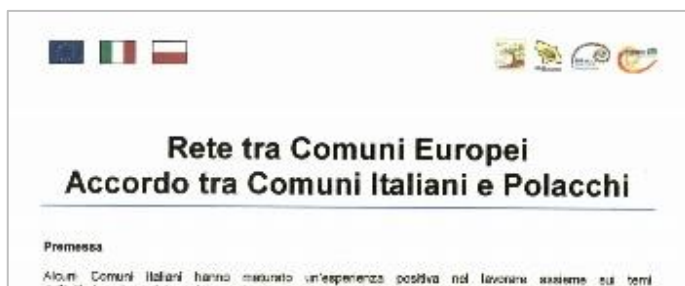 Rete tra Comuni Europei
Accordo tra Comuni Italiani e Polacchi
Premessa
Alcuni Comuni Italiani hanno maturato un'esperienza positiva nel lavorare assieme sui temi